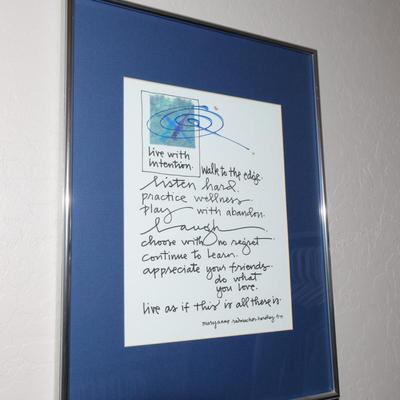 live with
intention.
walk to the edge.
listen hard.
practice wellness.
play with abandon.
laugh.
choose with no regret
continue to learn.
appreciate your friends.
do what
you love.
live as if this is all there is.